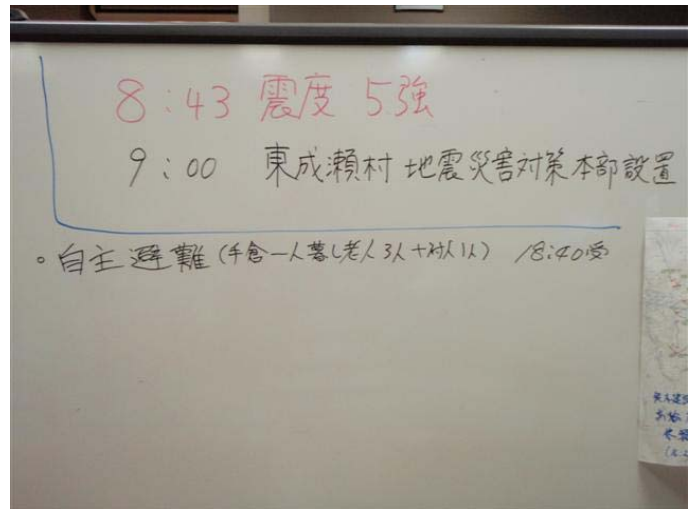 8:43 震度 5強
9:00 東成瀬村 地震災害対策本部設置
。自主避難(手倉一人暮し老人3人+対人1人) 18:40受